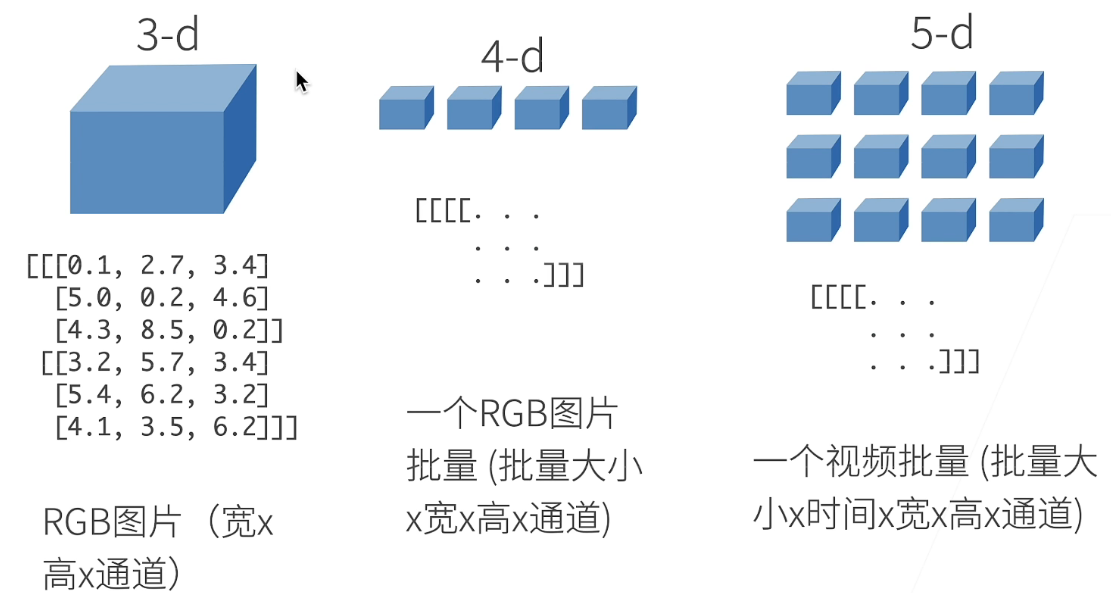 3-d
[[[0.1, 2.7, 3.4]
[5.0, 0.2, 4.6]
[4.3, 8.5, 0.2]]
[[3.2, 5.7, 3.4]
[5.4, 6.2, 3.2]
[4.1, 3.5, 6.2]]]
RGB图片（宽x
高x通道）
4-d
[[[[. . .
. . .
. . .]]]
一个RGB图片
批量 (批量大小
x宽x高x通道)
5-d
[[[[. . .
. . .
. . .]]]
一个视频批量 (批量大
小x时间x宽x高x通道)